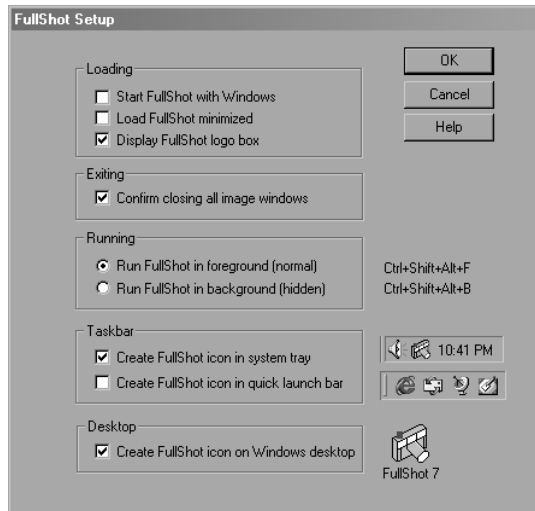 FullShot Setup
Loading
Start FullShot with Windows
Load FullShot minimized
Display FullShot logo box
OK
Cancel
Help
Exiting
Confirm closing all image windows
Running
Run FullShot in foreground (normal)
Ctrl+Shift+Alt+F
Run FullShot in background (hidden)
Ctrl+Shift+Alt+B
Taskbar
Create FullShot icon in system tray
10:41 PM
Create FullShot icon in quick launch bar
Desktop
Create FullShot icon on Windows desktop
FullShot 7